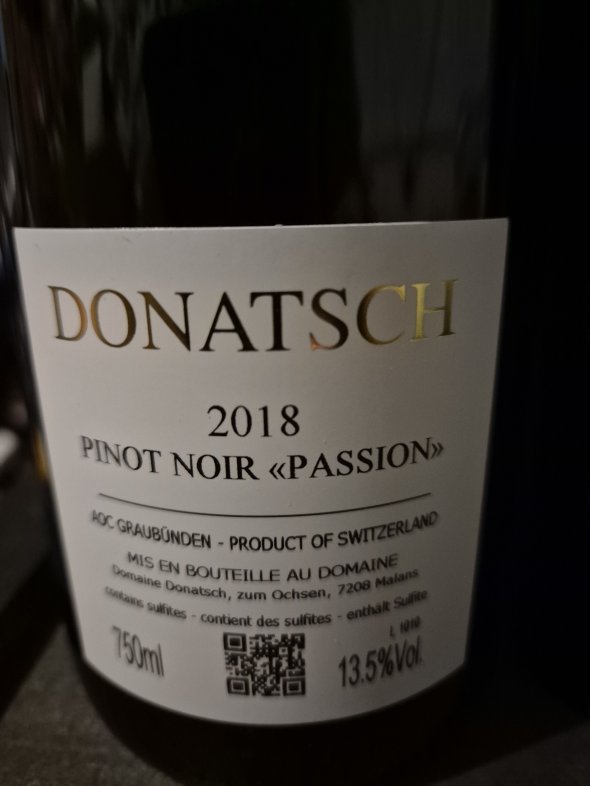 DONATSCH
2018
PINOT NOIR «PASSION»
AOC GRAUBÜNDEN - PRODUCT OF SWITZERLAND
MIS EN BOUTEILLE AU DOMAINE
Domaine Donatsch, zum Ochsen, 7208 Malans
contains sulfites - contient des sulfites - enthält Sulfite
750ml
13.5%Vol.